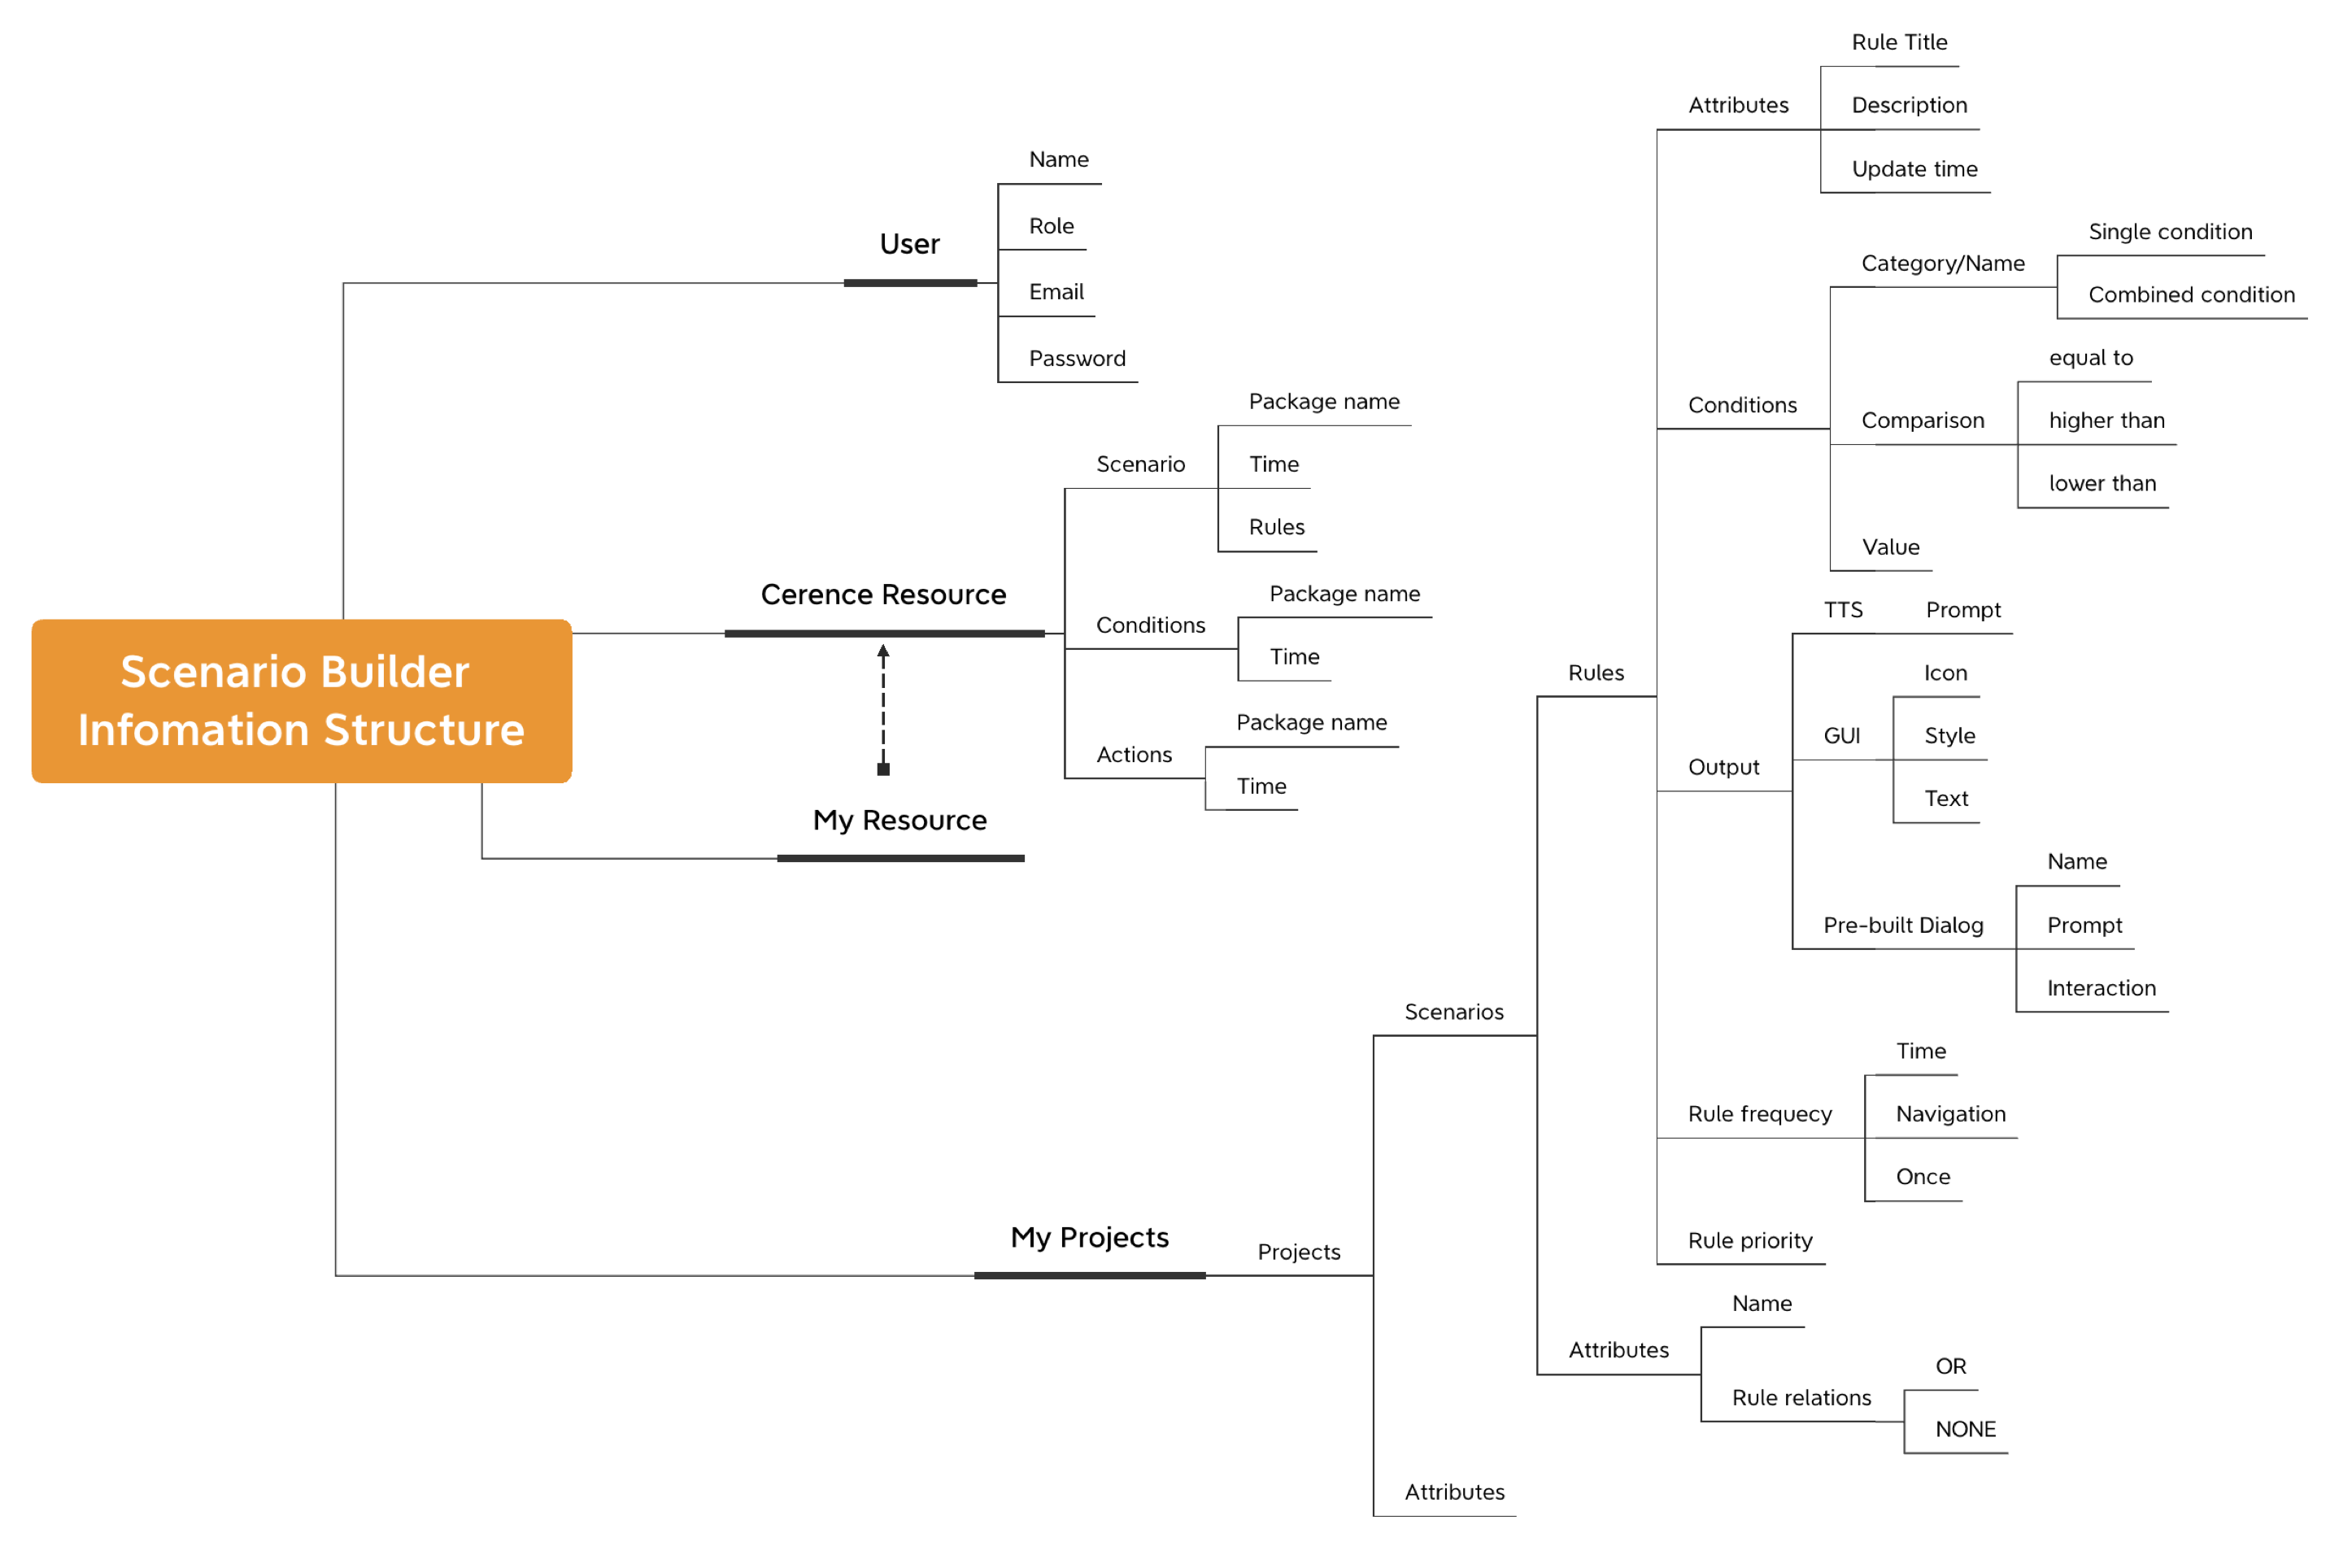 Scenario Builder
Infomation Structure
User
Name
Role
Email
Password
Cerence Resource
Scenario
Package name
Time
Rules
Conditions
Package name
Time
Actions
Package name
Time
My Resource
My Projects
Projects
Scenarios
Rules
Attributes
Rule Title
Description
Update time
Conditions
Category/Name
Single condition
Combined condition
Comparison
equal to
higher than
lower than
Value
Output
TTS
Prompt
GUI
Icon
Style
Text
Pre-built Dialog
Name
Prompt
Interaction
Rule frequecy
Time
Navigation
Once
Rule priority
Attributes
Name
Rule relations
OR
NONE
Attributes